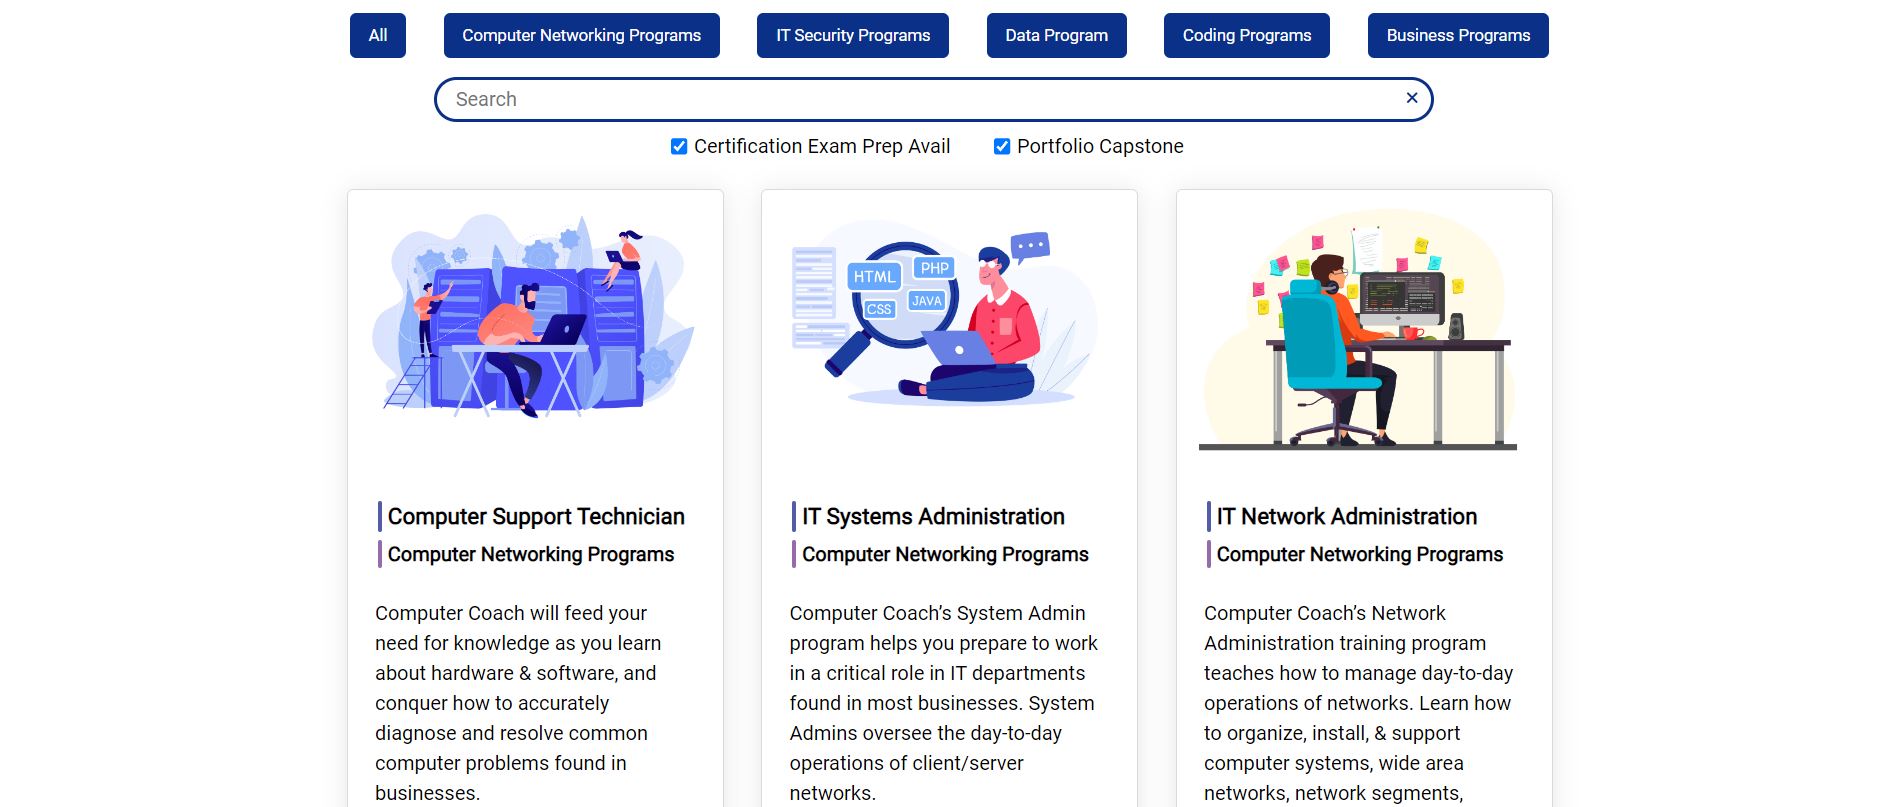 All
Computer Networking Programs
IT Security Programs
Data Program
Coding Programs
Business Programs
Search
Certification Exam Prep Avail
Portfolio Capstone
HTML
PHP
CSS
JAVA
Computer Support Technician
Computer Networking Programs
Computer Coach will feed your
need for knowledge as you learn
about hardware & software, and
conquer how to accurately
diagnose and resolve common
computer problems found in
businesses.
IT Systems Administration
Computer Networking Programs
Computer Coach’s System Admin
program helps you prepare to work
in a critical role in IT departments
found in most businesses. System
Admins oversee the day-to-day
operations of client/server
networks.
IT Network Administration
Computer Networking Programs
Computer Coach’s Network
Administration training program
teaches how to manage day-to-day
operations of networks. Learn how
to organize, install, & support
computer systems, wide area
networks, network segments,